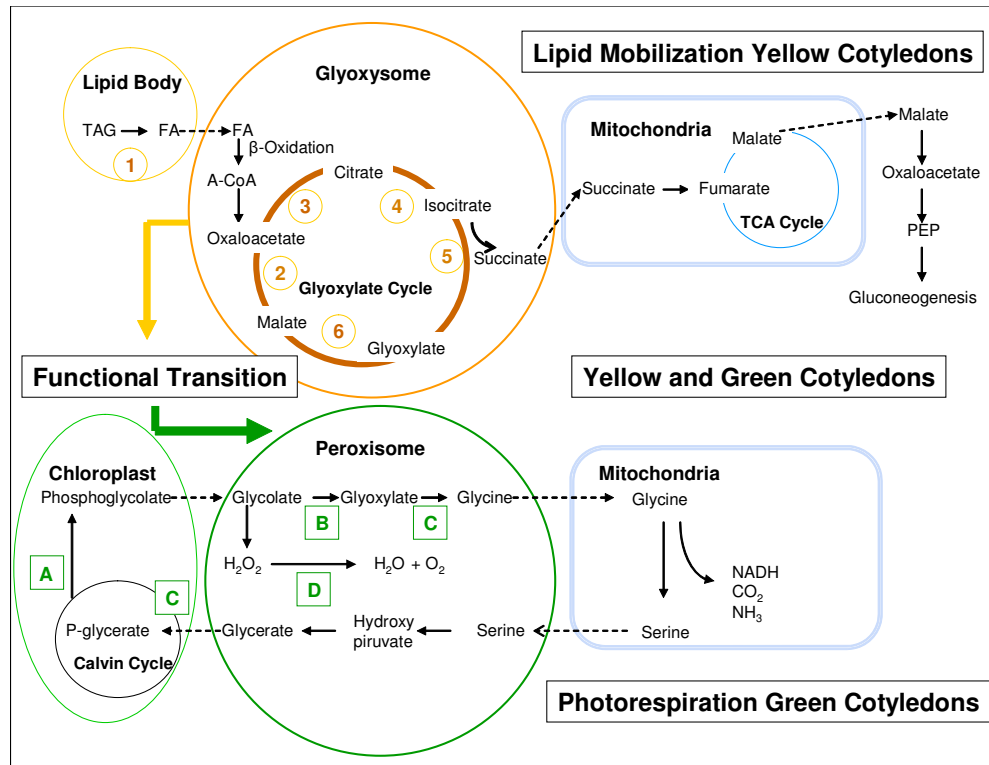 Lipid Mobilization Yellow Cotyledons
Lipid Body
TAG
FA
1
Glyoxysome
FA
β-Oxidation
A-CoA
Citrate
3
4
Isocitrate
Oxaloacetate
5
Succinate
2
Glyoxylate Cycle
Malate
6
Glyoxylate
Mitochondria
Malate
Succinate
Fumarate
TCA Cycle
Malate
Oxaloacetate
PEP
Gluconeogenesis
Functional Transition
Yellow and Green Cotyledons
Chloroplast
Phosphoglycolate
A
C
P-glycerate
Calvin Cycle
Peroxisome
Glycolate
Glyoxylate
Glycine
B
C
H2O2
H2O + O2
D
Glycerate
Hydroxy
piruvate
Serine
Mitochondria
Glycine
NADH
CO2
NH3
Serine
Photorespiration Green Cotyledons